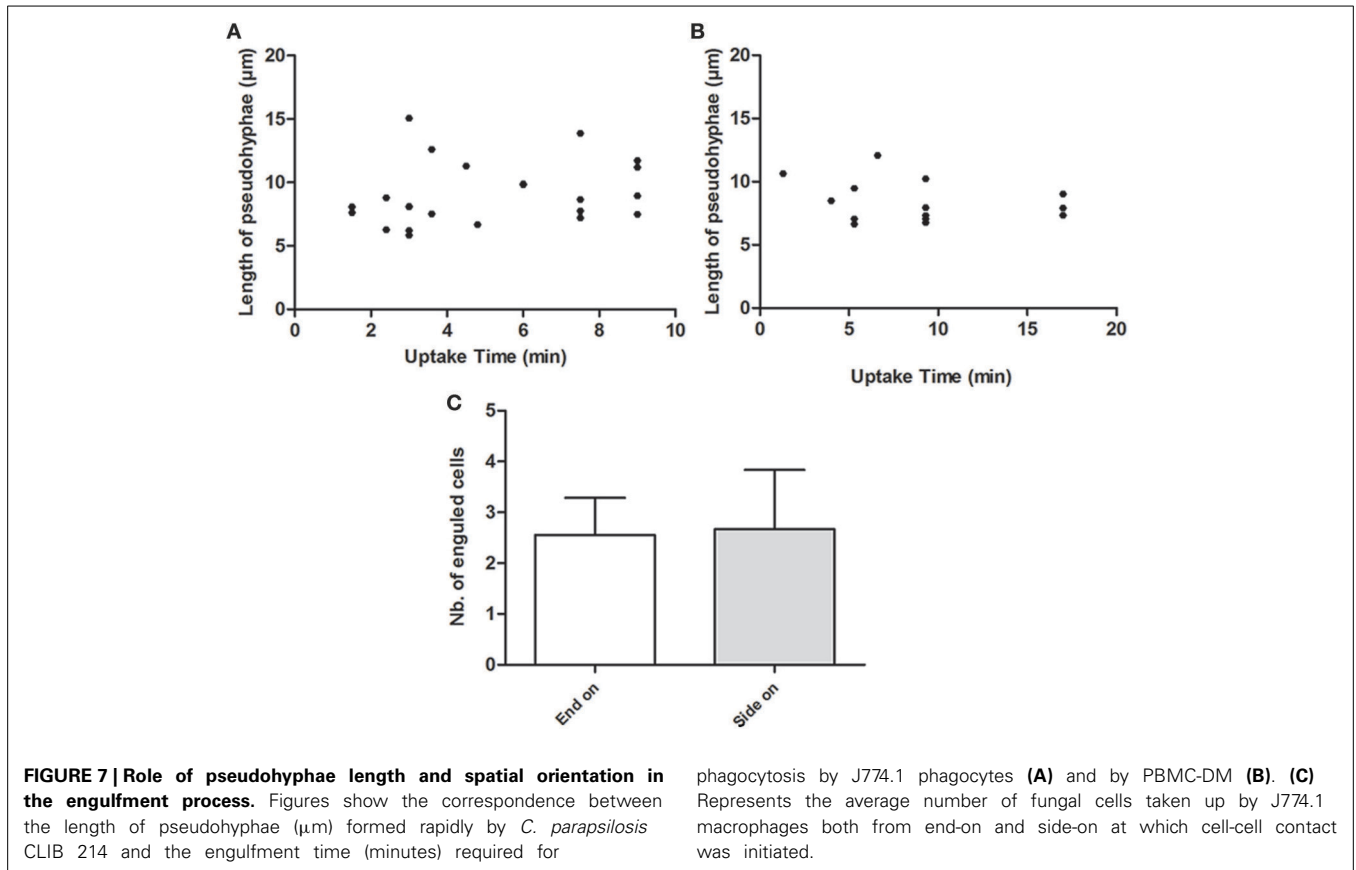 A
Length of pseudohyphae (µm)
20
15
10
5
0
0 2 4 6 8 10
Uptake Time (min)
B
Length of pseudohyphae (µm)
20
15
10
5
0
0 5 10 15 20
Uptake Time (min)
C
Nb. of enguled cells
5
4
3
2
1
0
End on
Side on
FIGURE 7 | Role of pseudohyphae length and spatial orientation in
the engulfment process. Figures show the correspondence between
the length of pseudohyphae (µm) formed rapidly by C. parapsilosis
CLIB 214 and the engulfment time (minutes) required for
phagocytosis by J774.1 phagocytes (A) and by PBMC-DM (B). (C)
Represents the average number of fungal cells taken up by J774.1
macrophages both from end-on and side-on at which cell-cell contact
was initiated.